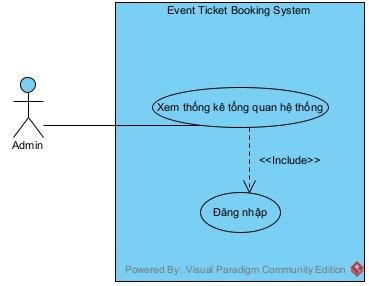 Event Ticket Booking System
Xem thống kê tổng quan hệ thống
Admin
<<Include>>
Đăng nhập
Powered By: Visual Paradigm Community Edition